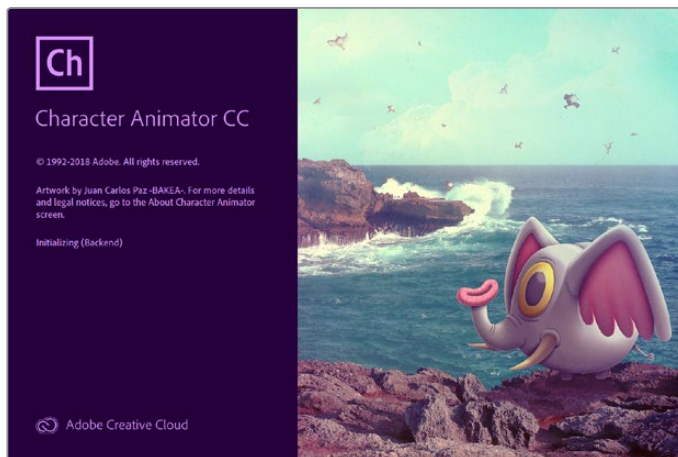 Ch
Character Animator CC
© 1992-2018 Adobe. All rights reserved.
Artwork by Juan Carlos Paz -BAKEA-. For more details
and legal notices, go to the About Character Animator
screen.
Initializing (Backend)
Adobe Creative Cloud